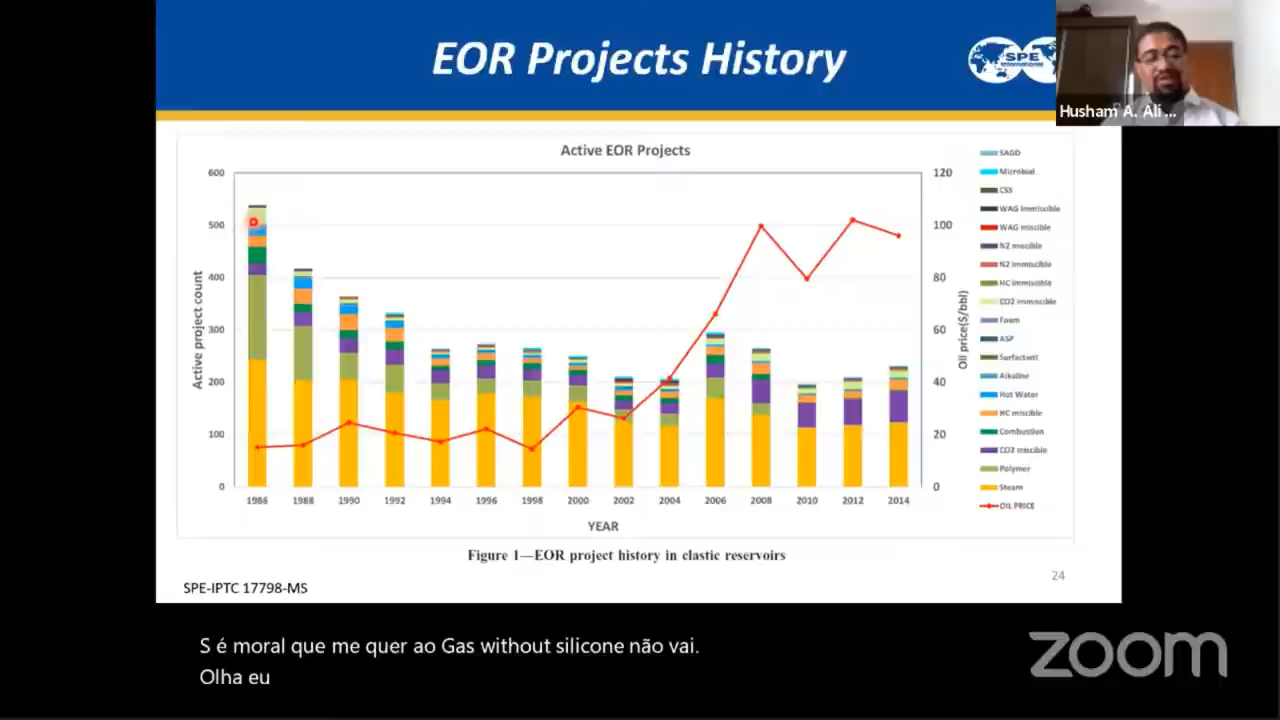 EOR Projects History
SPE
International
Husham A. Ali ...
Active EOR Projects
Active project count
600
500
400
300
200
100
0
120
100
80
60
40
20
0
Oil price($/bbl)
1986 1988 1990 1992 1994 1996 1998 2000 2002 2004 2006 2008 2010 2012 2014
YEAR
SAGD
Microbial
CSS
WAG immiscible
WAG miscible
N2 miscible
N2 immiscible
HC immiscible
CO2 immiscible
Foam
ASP
Surfactant
Alkaline
Hot Water
HC miscible
Combustion
CO2 miscible
Polymer
Steam
OIL PRICE
Figure 1—EOR project history in clastic reservoirs
24
SPE-IPTC 17798-MS
S é moral que me quer ao Gas without silicone não vai.
Olha eu
zoom